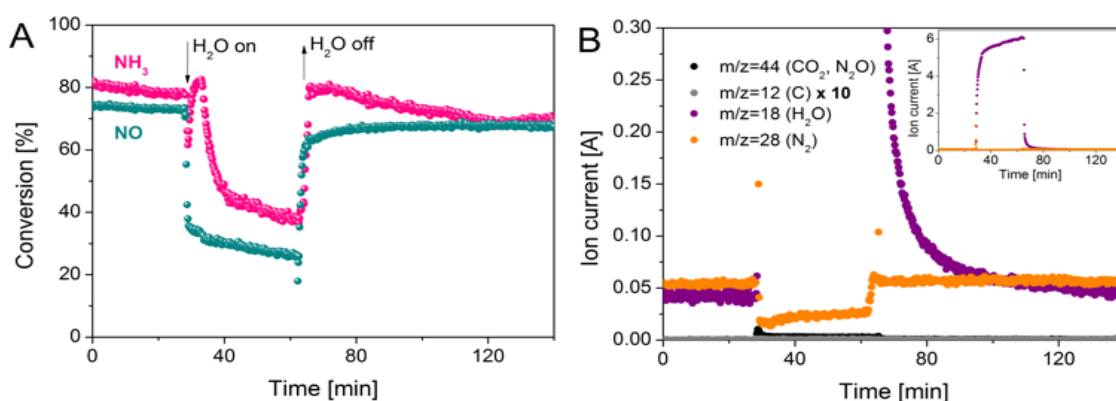 A
100
80
60
40
20
0
Conversion [%]
H₂O on
H₂O off
NH₃
NO
0
40
80
120
Time [min]
B
0.30
0.25
0.20
0.15
0.10
0.05
0.00
Ion current [A]
m/z=44 (CO₂, N₂O)
m/z=12 (C) x 10
m/z=18 (H₂O)
m/z=28 (N₂)
0
40
80
120
Time [min]
6
4
2
0
Ion current [A]
0
40
80
120
Time [min]